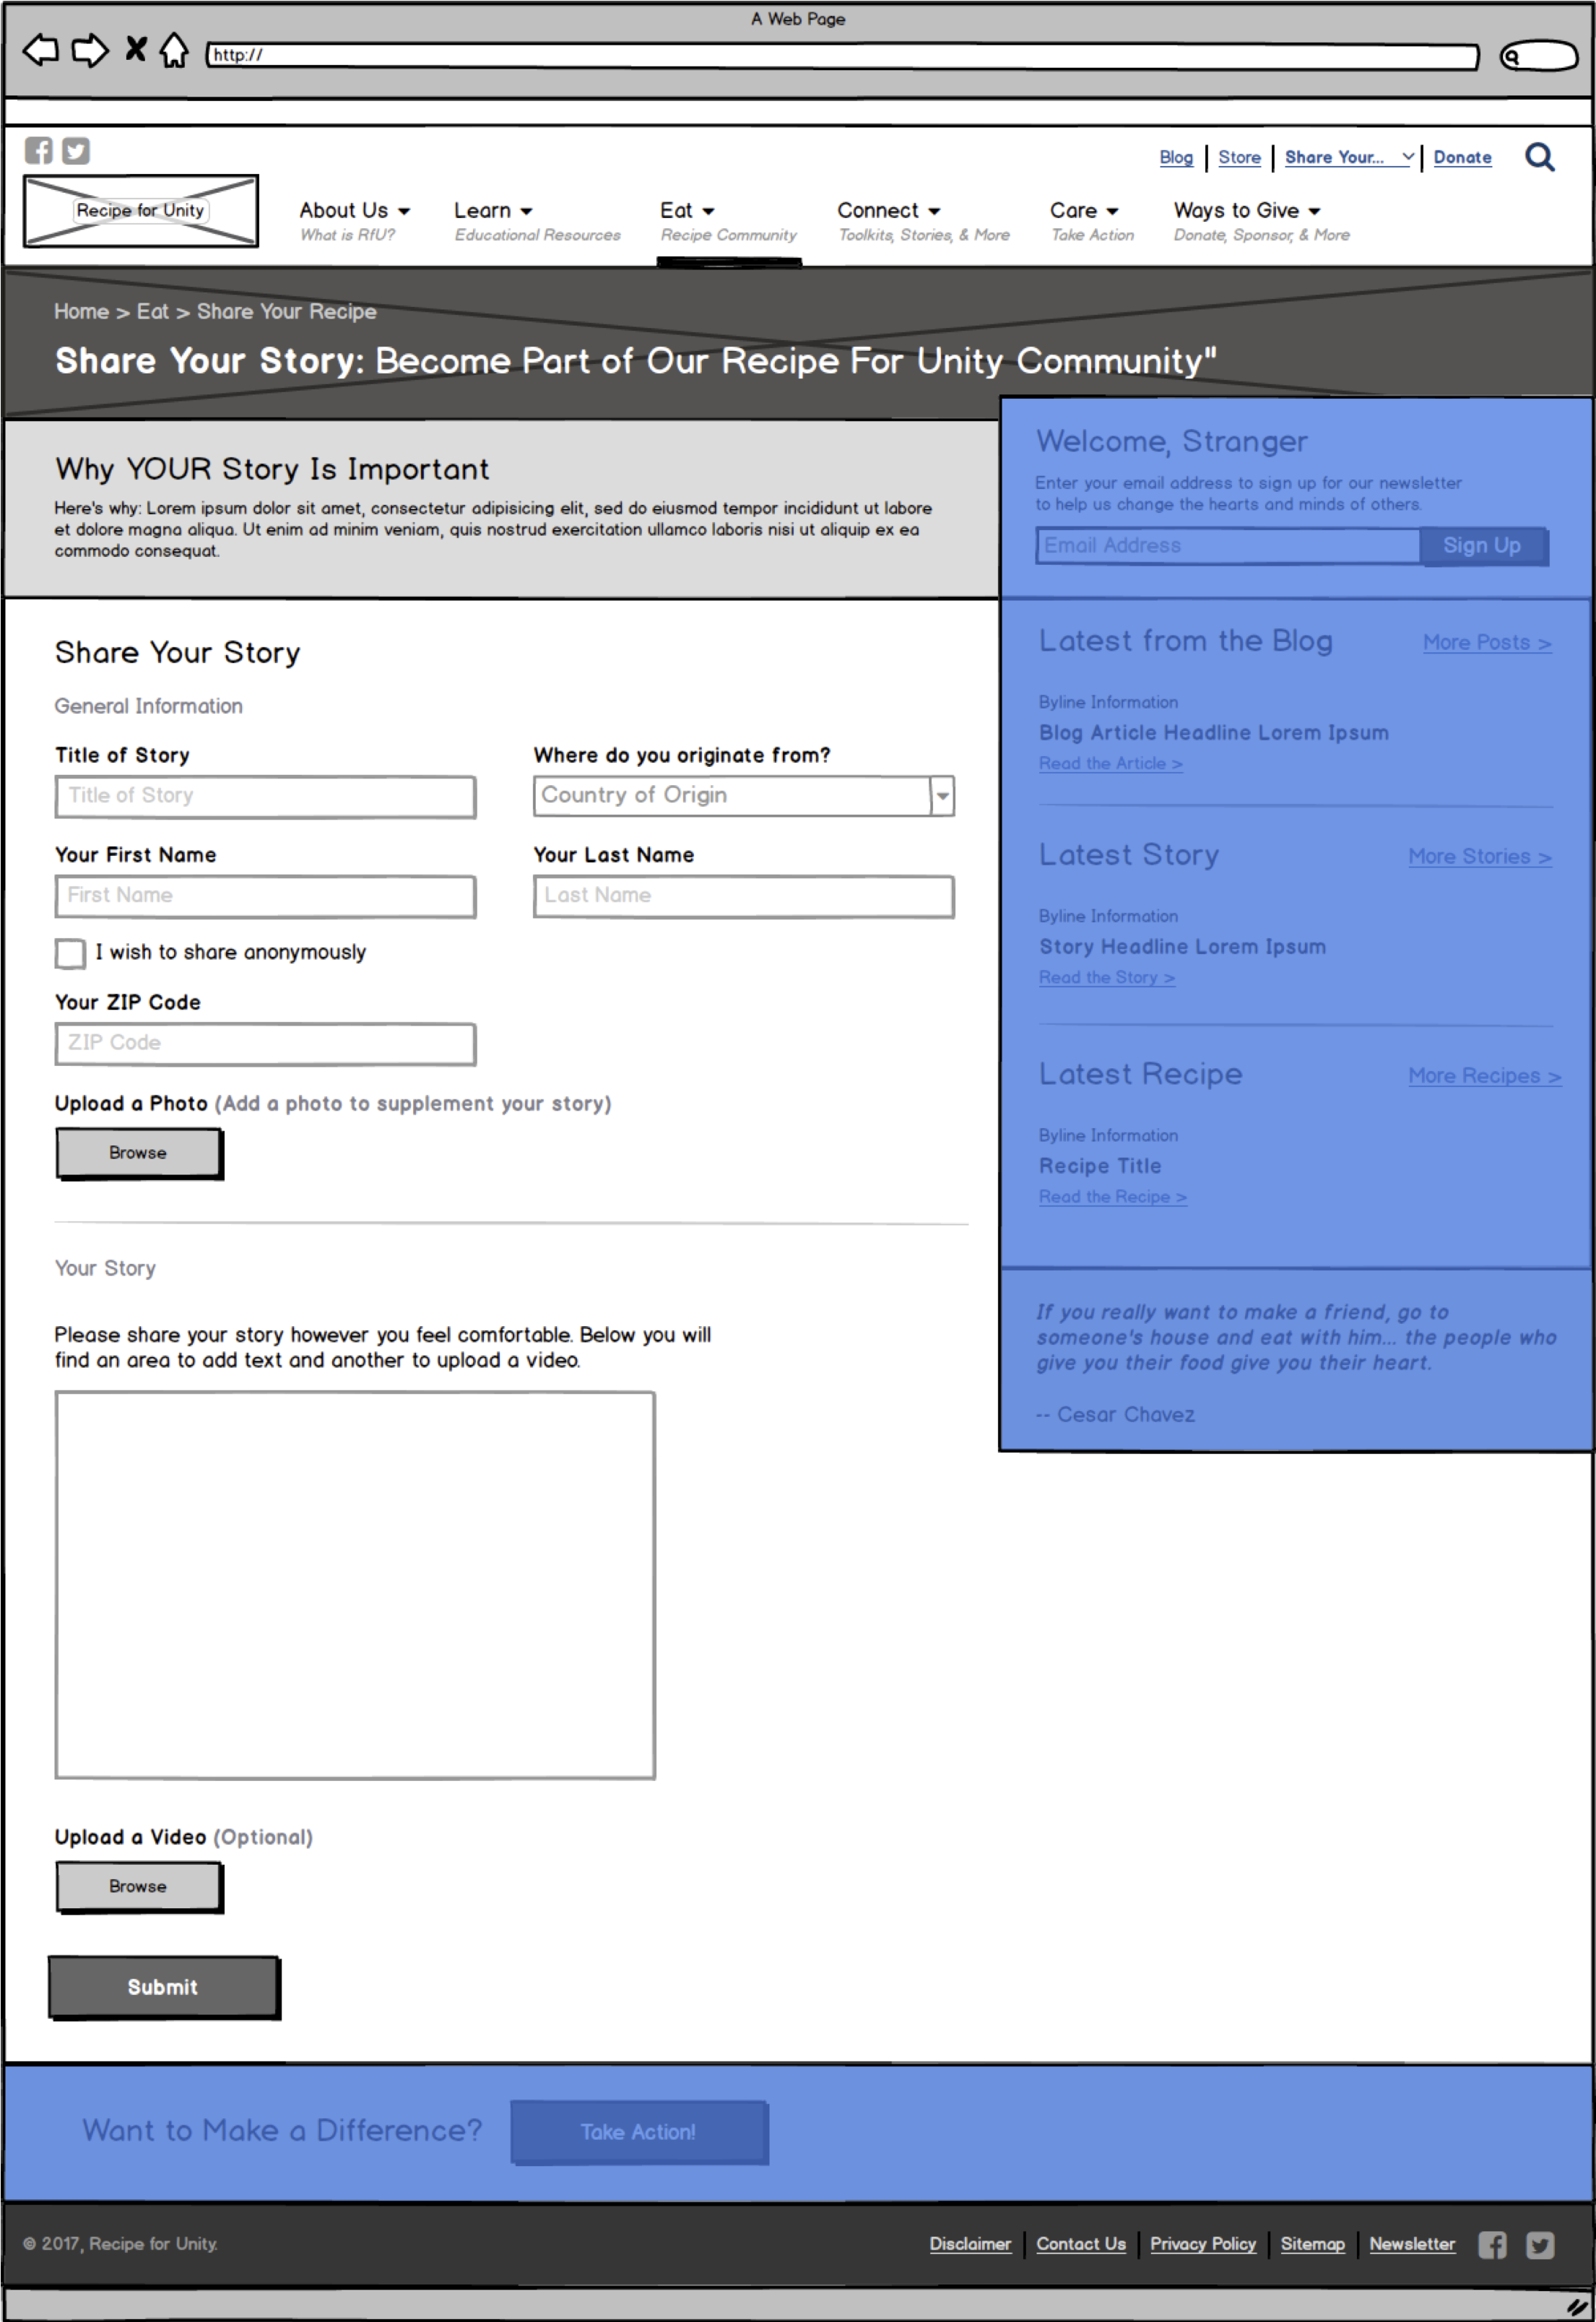 A Web Page
http://
Blog Store Share Your... Donate
Recipe for Unity
About Us Learn Eat Connect Care Ways to Give
What is RfU? Educational Resources Recipe Community Toolkits, Stories, & More Take Action Donate, Sponsor, & More
Home > Eat > Share Your Recipe
Share Your Story: Become Part of Our Recipe For Unity Community"
Why YOUR Story Is Important
Here's why: Lorem ipsum dolor sit amet, consectetur adipisicing elit, sed do eiusmod tempor incididunt ut labore
et dolore magna aliqua. Ut enim ad minim veniam, quis nostrud exercitation ullamco laboris nisi ut aliquip ex ea
commodo consequat.
Share Your Story
General Information
Title of Story
Title of Story
Where do you originate from?
Country of Origin
Your First Name
First Name
Your Last Name
Last Name
I wish to share anonymously
Your ZIP Code
ZIP Code
Upload a Photo (Add a photo to supplement your story)
Browse
Your Story
Please share your story however you feel comfortable. Below you will
find an area to add text and another to upload a video.
Upload a Video (Optional)
Browse
Submit
Welcome, Stranger
Enter your email address to sign up for our newsletter
to help us change the hearts and minds of others.
Email Address Sign Up
Latest from the Blog More Posts >
Byline Information
Blog Article Headline Lorem Ipsum
Read the Article >
Latest Story More Stories >
Byline Information
Story Headline Lorem Ipsum
Read the Story >
Latest Recipe More Recipes >
Byline Information
Recipe Title
Read the Recipe >
If you really want to make a friend, go to
someone's house and eat with him... the people who
give you their food give you their heart.
-- Cesar Chavez
Want to Make a Difference? Take Action!
© 2017, Recipe for Unity.
Disclaimer Contact Us Privacy Policy Sitemap Newsletter